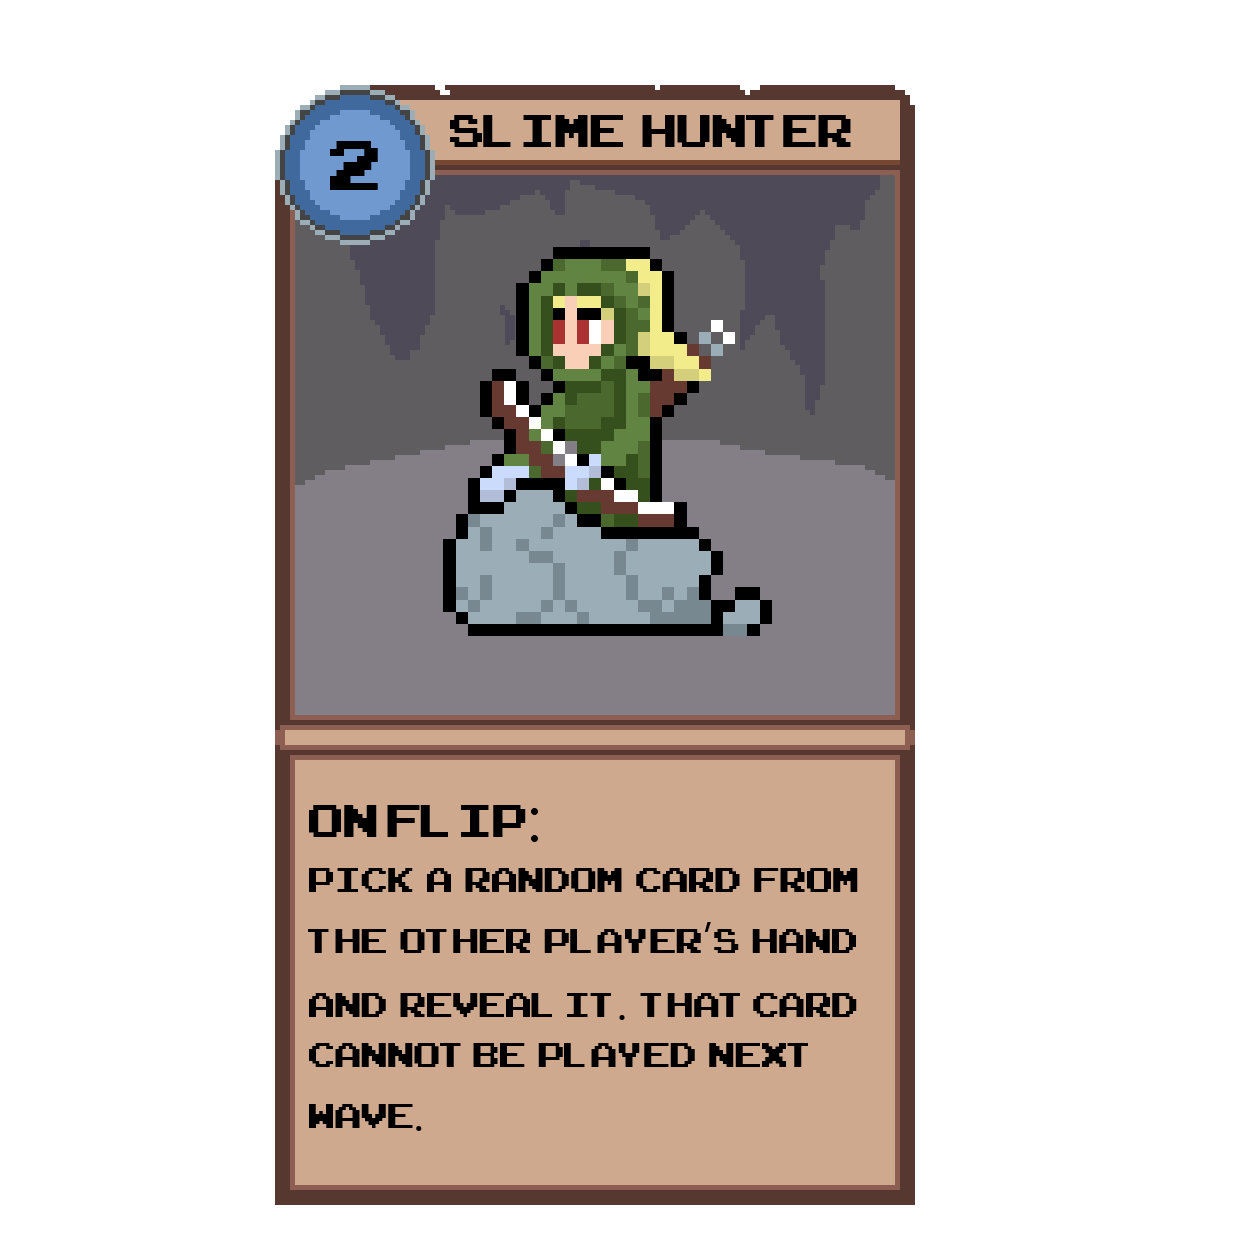 2
SLIME HUNTER
ON FLIP:
PICK A RANDOM CARD FROM
THE OTHER PLAYER'S HAND
AND REVEAL IT. THAT CARD
CANNOT BE PLAYED NEXT
WAVE.